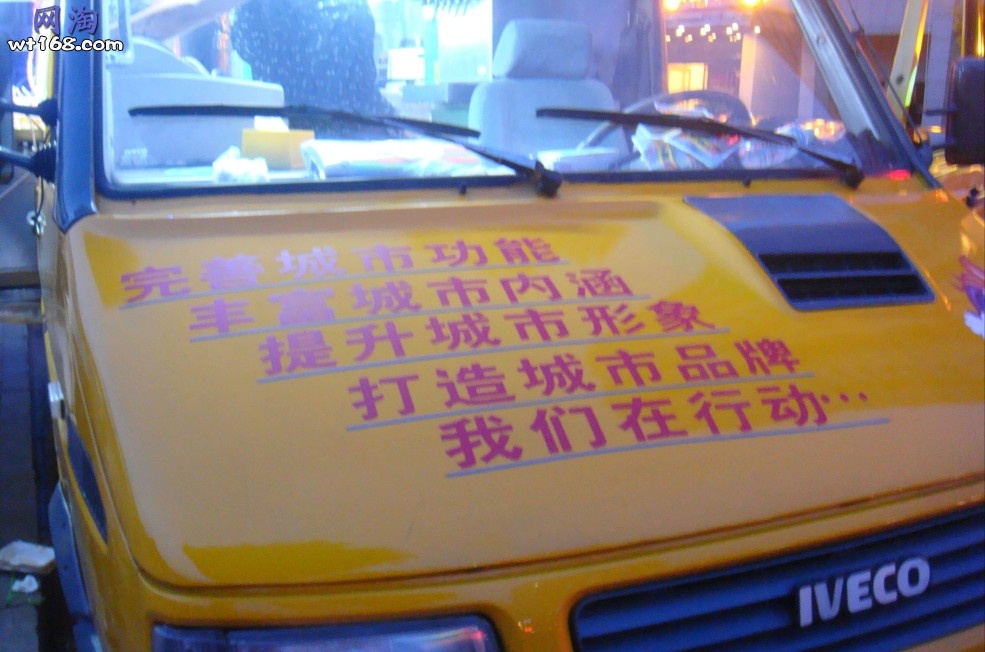 网淘
wt168.com
完善城市功能
丰富城市内涵
提升城市形象
打造城市品牌
我们在行动…
IVECO